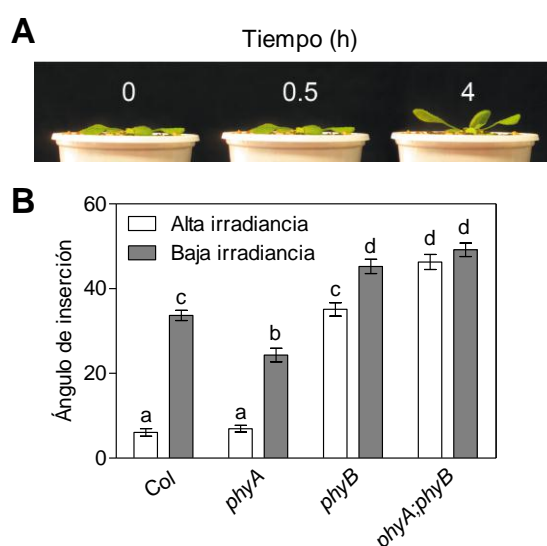 A
Tiempo (h)
0 0.5 4
B
60
40
20
0
Ángulo de inserción
Alta irradiancia
Baja irradiancia
a c a b c d d d
Col phyA phyB phyA;phyB